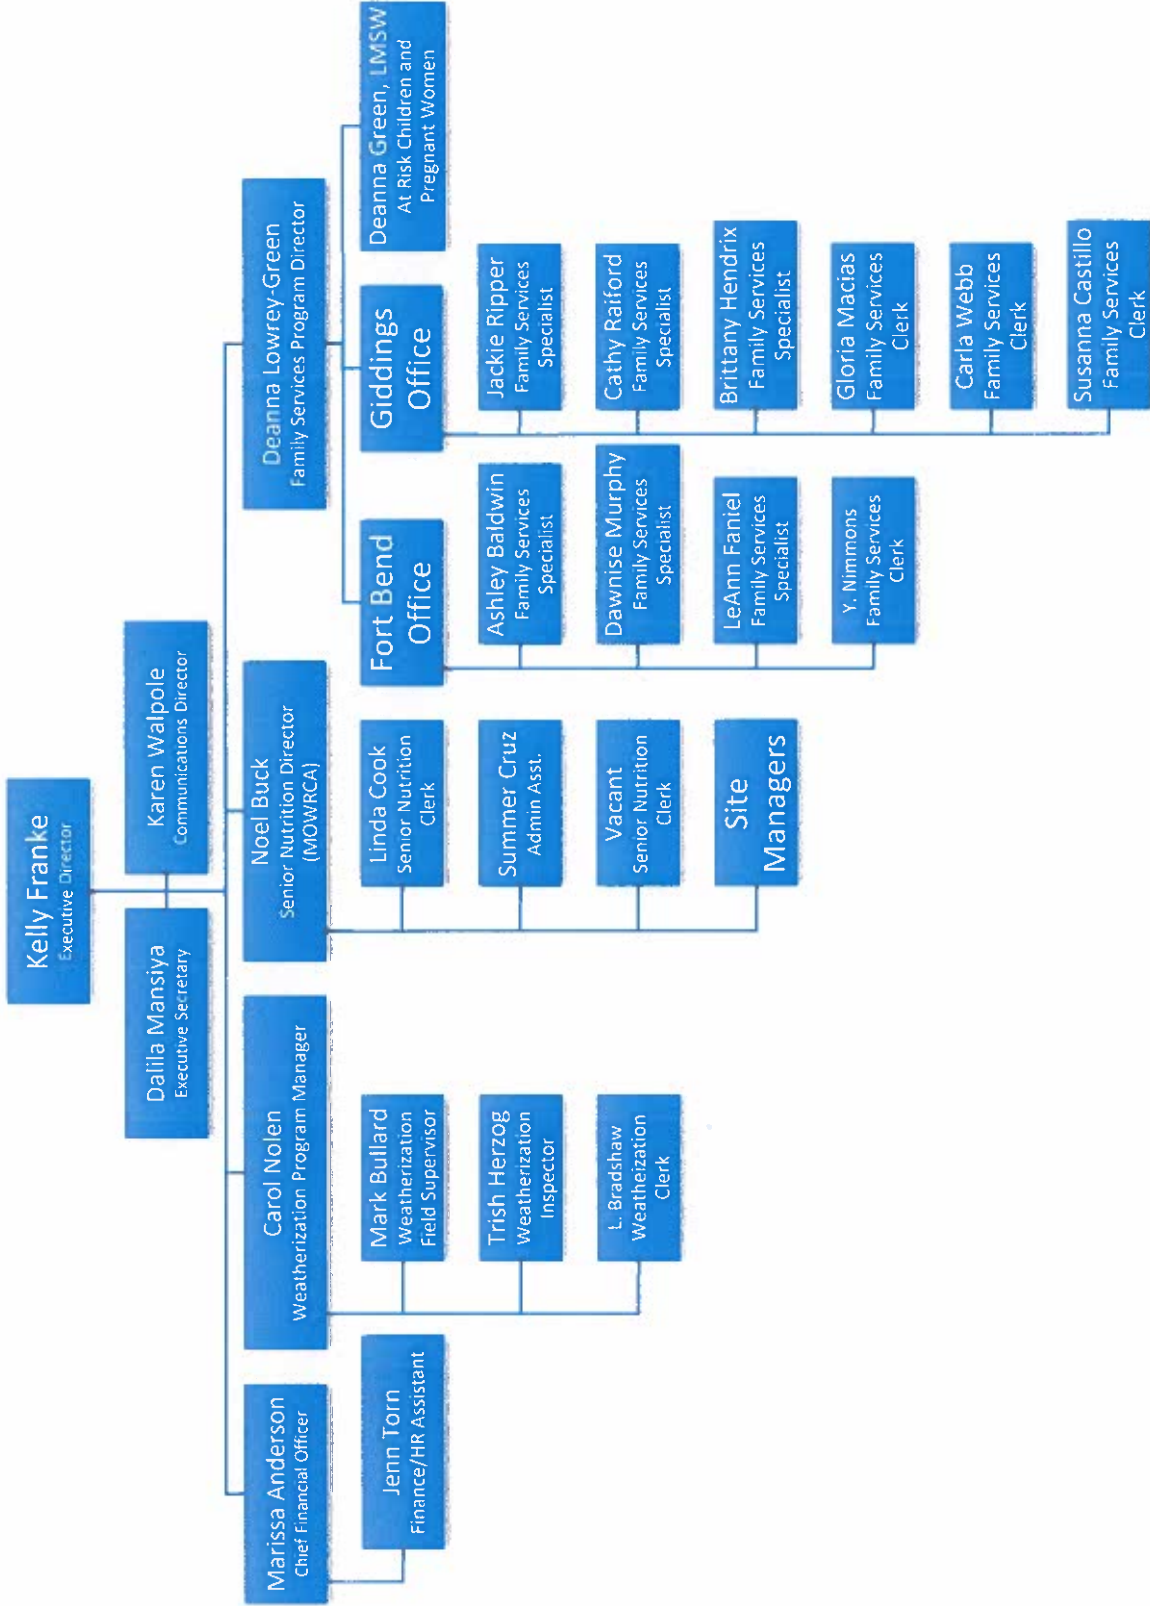 Kelly Franke
Executive Director
Dalila Mansiya
Executive Secretary
Karen Walpole
Communications Director
Marissa Anderson
Chief Financial Officer
Jenn Torn
Finance/HR Assistant
Carol Nolen
Weatherization Program Manager
Mark Bullard
Weatherization
Field Supervisor
Trish Herzog
Weatherization
Inspector
L. Bradshaw
Weatheization
Clerk
Noel Buck
Senior Nutrition Director
(MOWRCA)
Linda Cook
Senior Nutrition
Clerk
Summer Cruz
Admin Asst.
Vacant
Senior Nutrition
Clerk
Site
Managers
Deanna Lowrey-Green
Family Services Program Director
Fort Bend
Office
Ashley Baldwin
Family Services
Specialist
Dawnise Murphy
Family Services
Specialist
LeAnn Faniel
Family Services
Specialist
Y. Nimmons
Family Services
Clerk
Giddings
Office
Jackie Ripper
Family Services
Specialist
Cathy Raiford
Family Services
Specialist
Brittany Hendrix
Family Services
Specialist
Gloria Macias
Family Services
Clerk
Carla Webb
Family Services
Clerk
Susanna Castillo
Family Services
Clerk
Deanna Green, LMSW
At Risk Children and
Pregnant Women